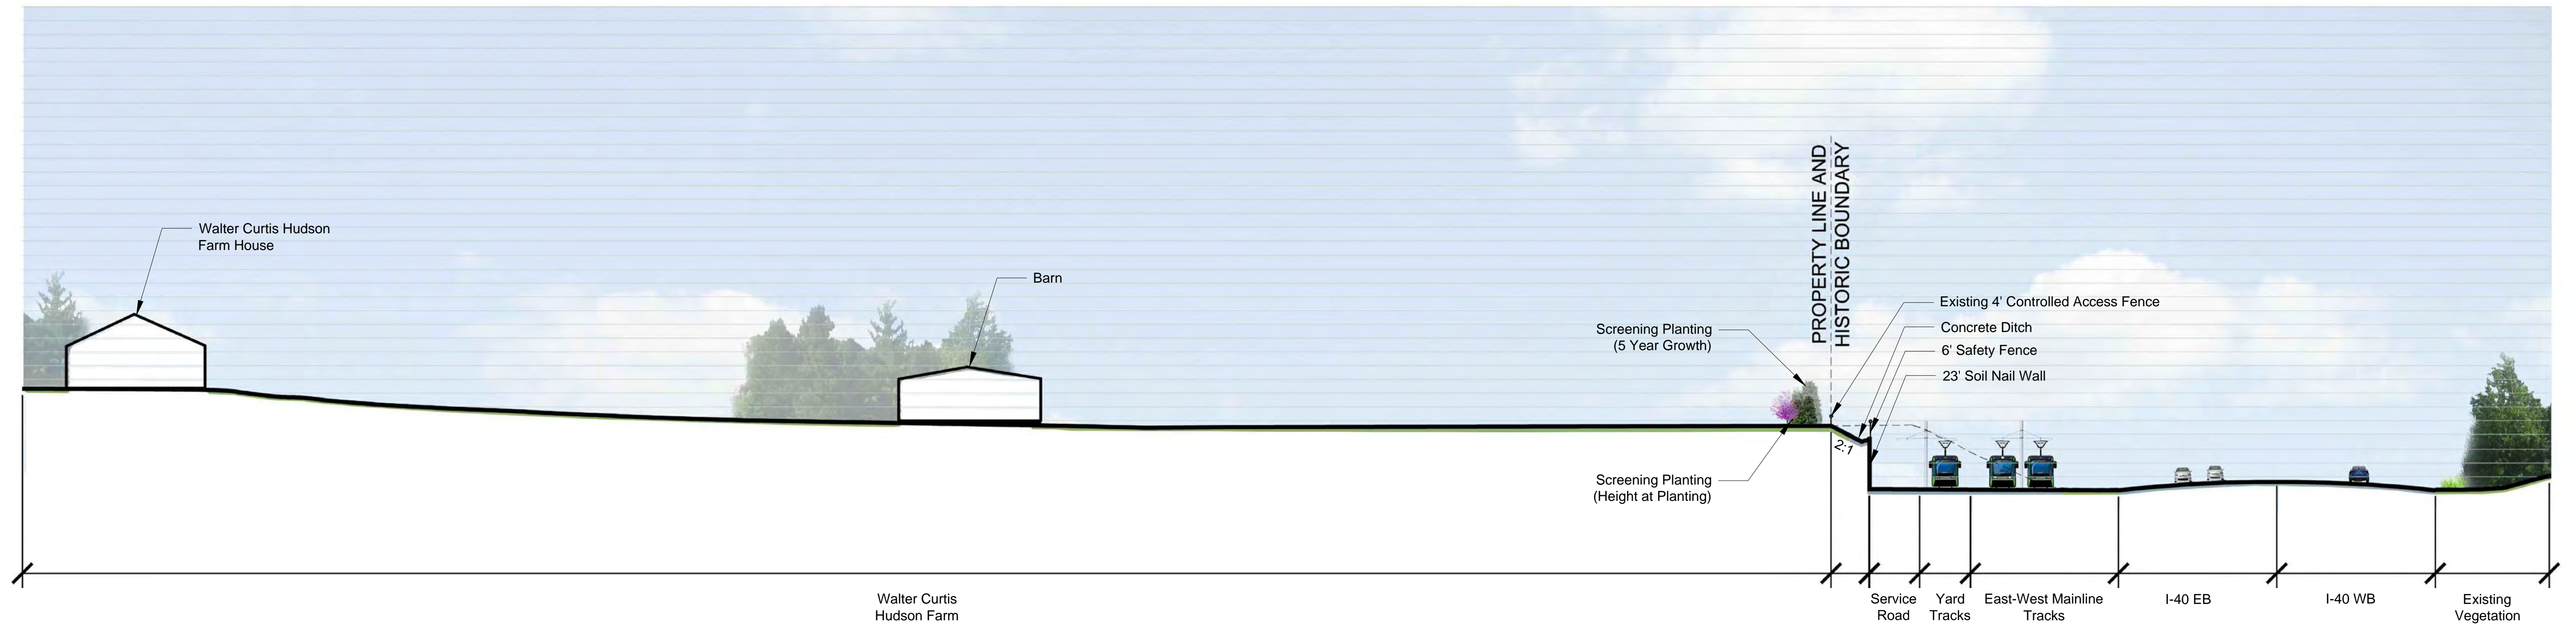 PROPERTY LINE AND
HISTORIC BOUNDARY
Walter Curtis Hudson
Farm House
Barn
Existing 4' Controlled Access Fence
Screening Planting
(5 Year Growth)
Concrete Ditch
6' Safety Fence
23' Soil Nail Wall
2:1
Screening Planting
(Height at Planting)
Walter Curtis
Hudson Farm
Service
Road
Yard
Tracks
East-West Mainline
Tracks
I-40 EB
I-40 WB
Existing
Vegetation